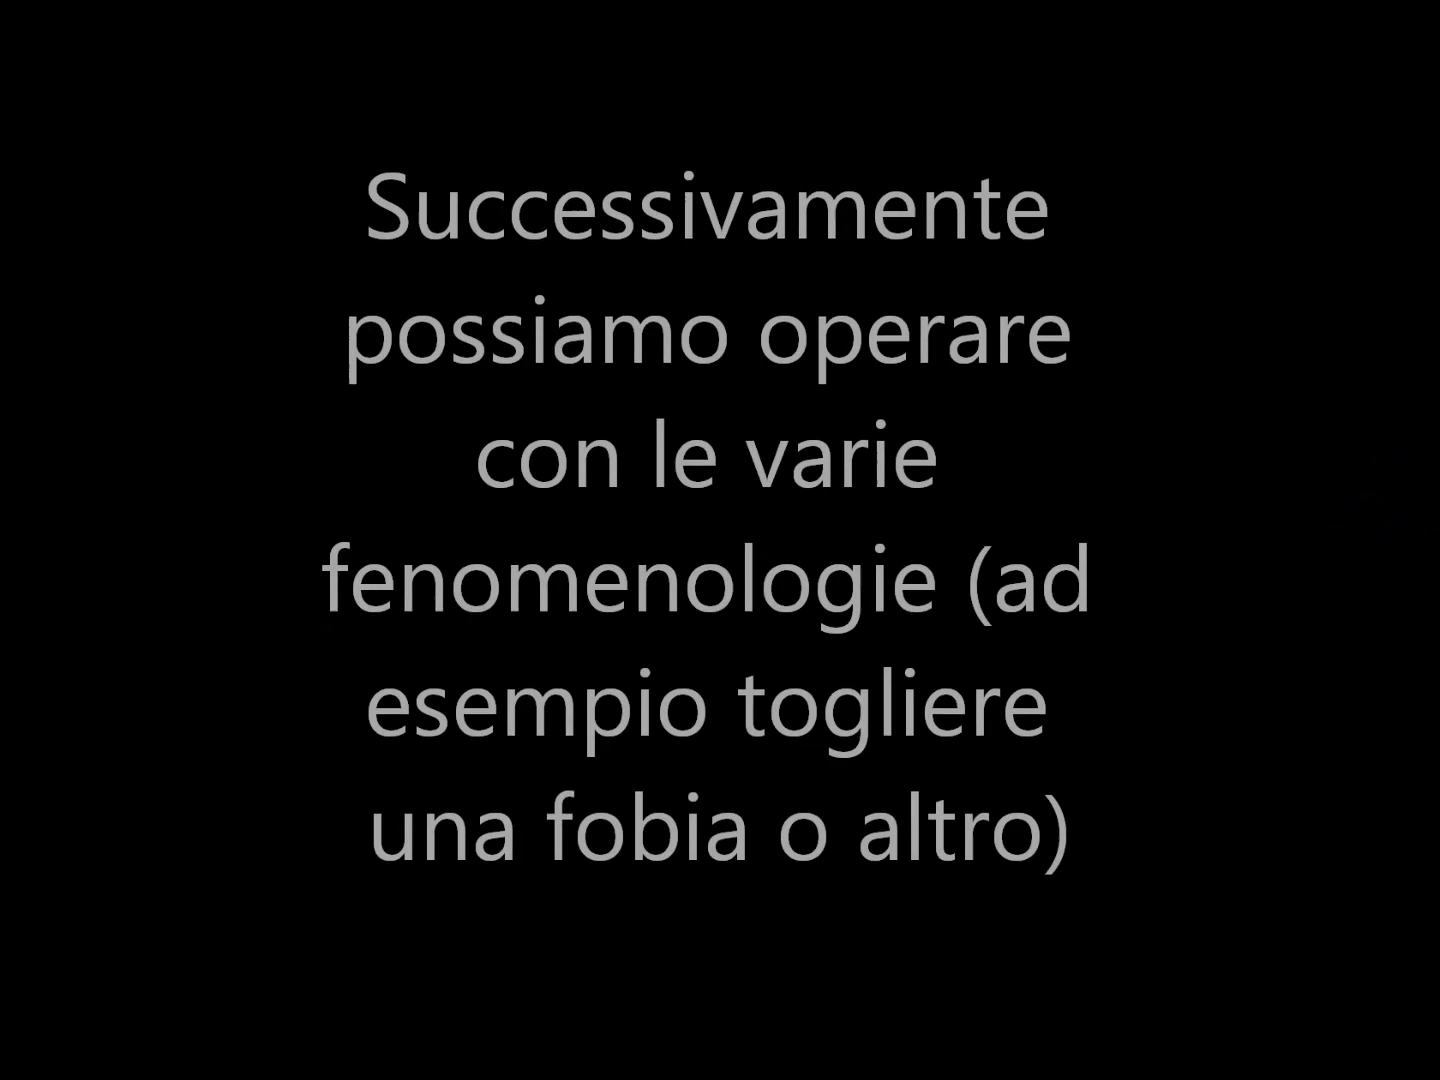 Successivamente
possiamo operare
con le varie
fenomenologie (ad
esempio togliere
una fobia o altro)